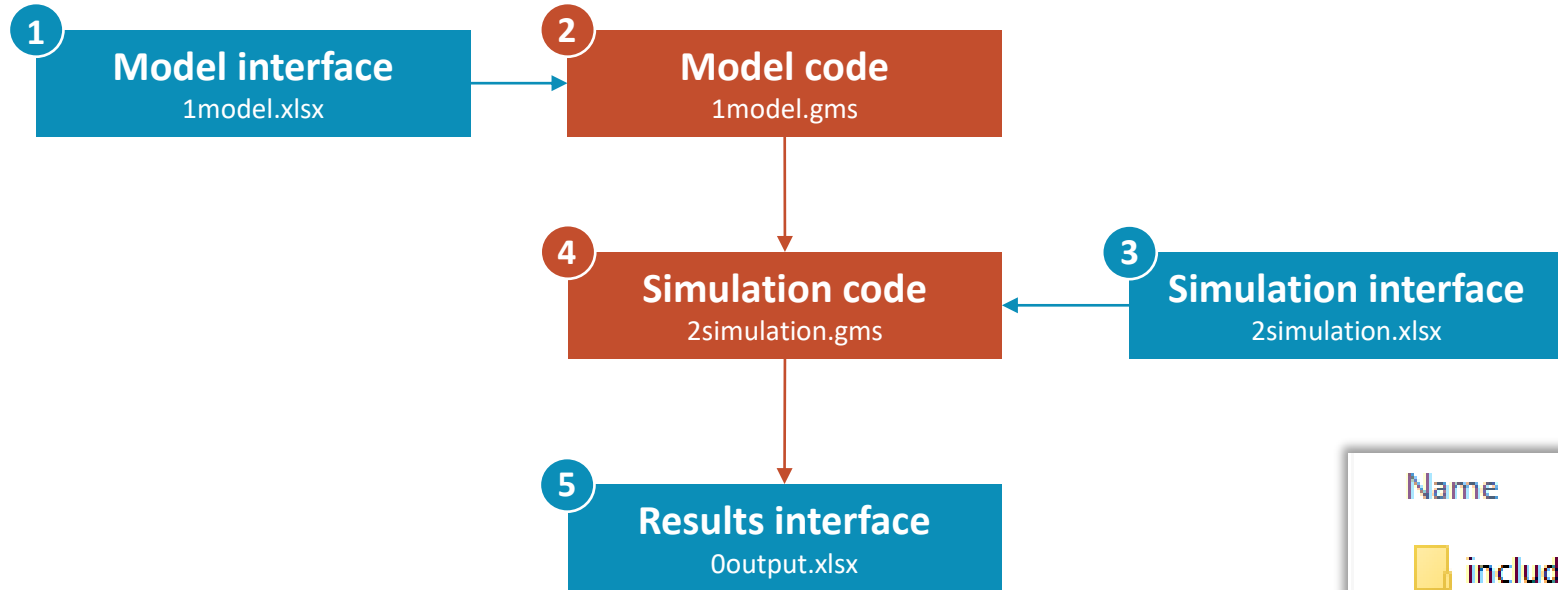 1
Model interface
1model.xlsx
2
Model code
1model.gms
4
Simulation code
2simulation.gms
3
Simulation interface
2simulation.xlsx
5
Results interface
0output.xlsx
Name
includ